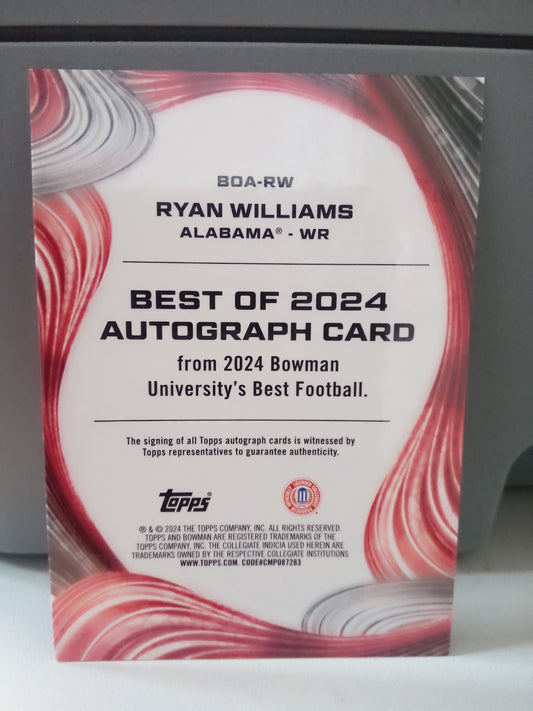 BOA-RW
RYAN WILLIAMS
ALABAMA® - WR
BEST OF 2024
AUTOGRAPH CARD
from 2024 Bowman
University's Best Football.
The signing of all Topps autograph cards is witnessed by
Topps representatives to guarantee authenticity.
topps®
® & © 2024 THE TOPPS COMPANY, INC. ALL RIGHTS RESERVED.
TOPPS AND BOWMAN ARE REGISTERED TRADEMARKS OF THE
TOPPS COMPANY, INC. THE COLLEGIATE INDICIA USED HEREIN ARE
TRADEMARKS OWNED BY THE RESPECTIVE COLLEGIATE INSTITUTIONS
WWW.TOPPS.COM. CODE#CMP087283